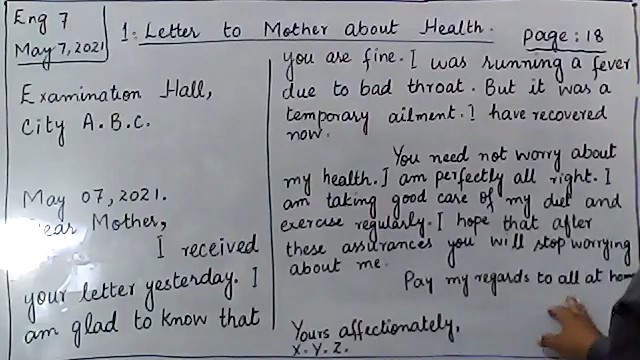 Eng 7
May 7, 2021
1: Letter to Mother about Health.
Page: 18
Examination Hall,
City A.B.C.
May 07, 2021.
Dear Mother,
I received
your letter yesterday. I
am glad to know that
you are fine. I was running a fever
due to bad throat. But it was a
temporary ailment. I have recovered
now.
You need not worry about
my health. I am perfectly all right. I
am taking good care of my diet and
exercise regularly. I hope that after
these assurances you will stop worrying
about me.
Pay my regards to all at home
Yours affectionately,
X.Y.Z.